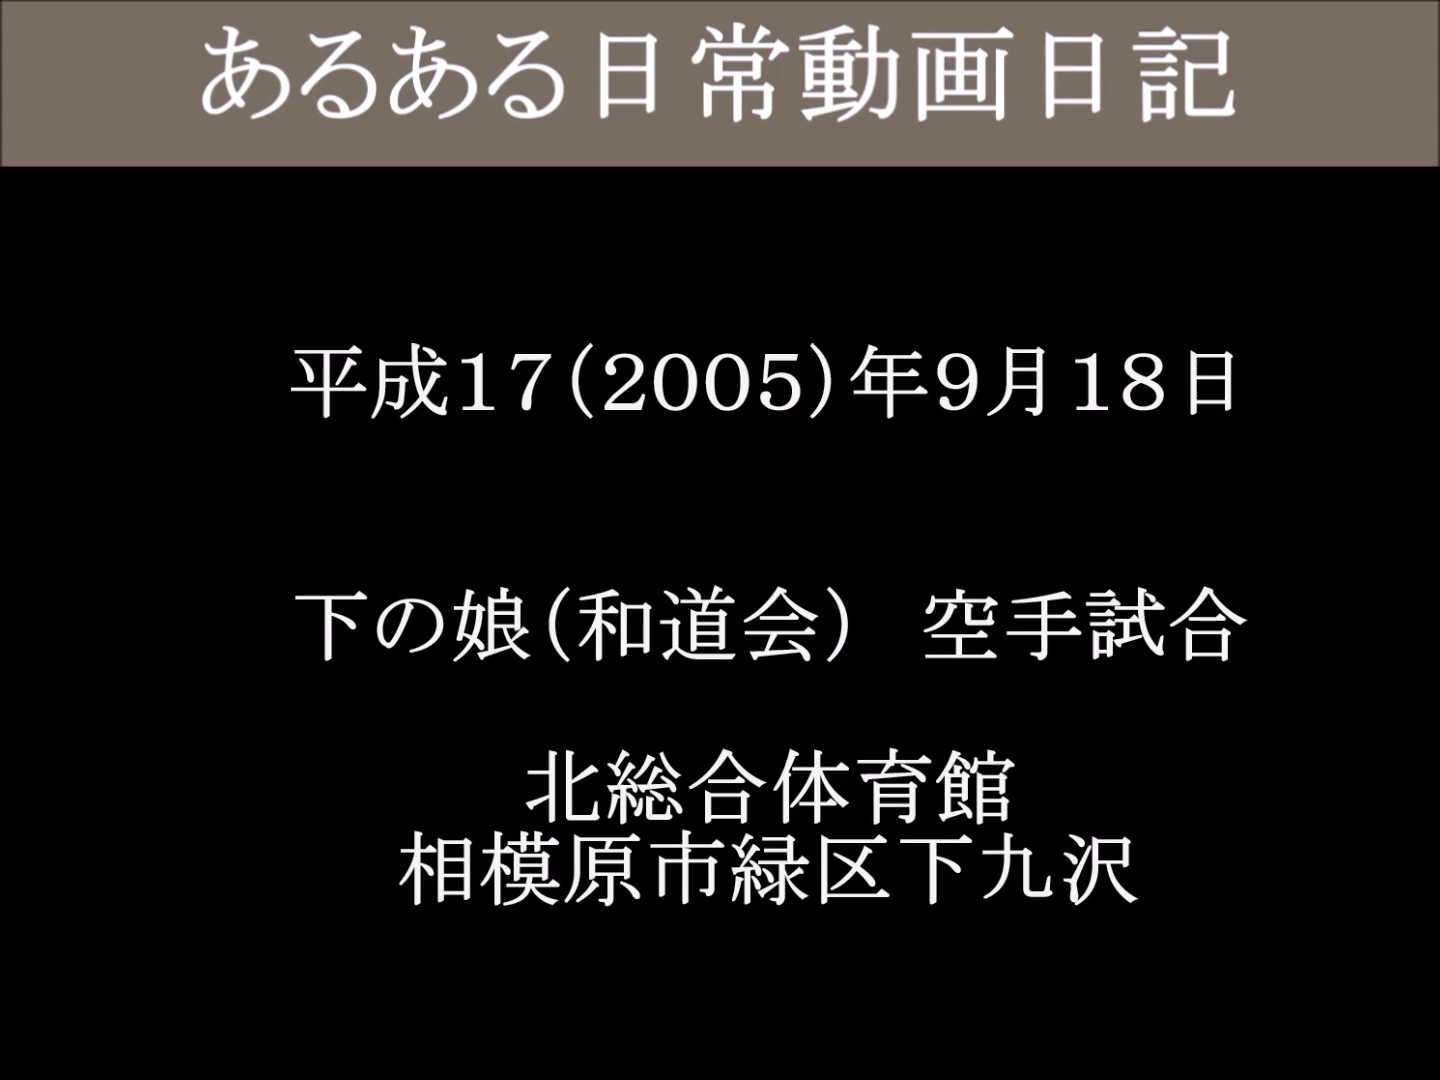 あるある日常動画日記
平成17(2005)年9月18日
下の娘(和道会)　空手試合
北総合体育館
相模原市緑区下九沢